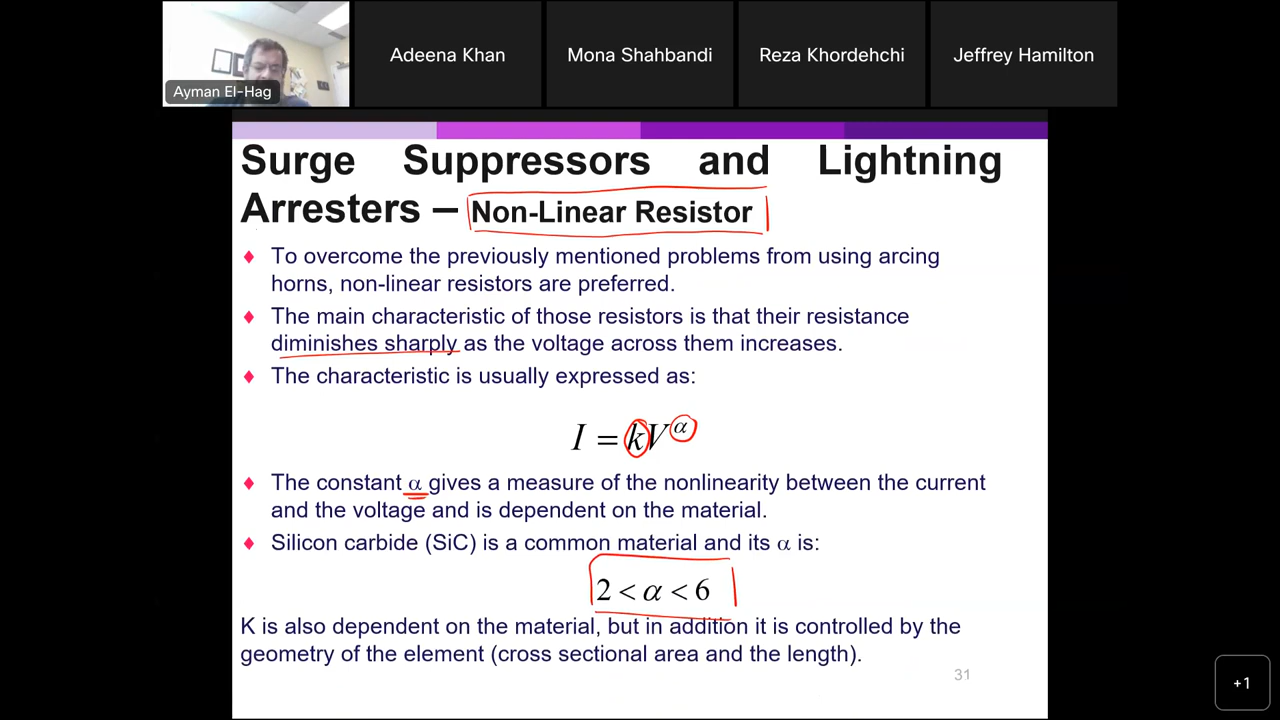 Ayman El-Hag
Adeena Khan
Mona Shahbandi
Reza Khordehchi
Jeffrey Hamilton
Surge Suppressors and Lightning
Arresters – Non-Linear Resistor
♦ To overcome the previously mentioned problems from using arcing
horns, non-linear resistors are preferred.
♦ The main characteristic of those resistors is that their resistance
diminishes sharply as the voltage across them increases.
♦ The characteristic is usually expressed as:
I = kV^α
♦ The constant α gives a measure of the nonlinearity between the current
and the voltage and is dependent on the material.
♦ Silicon carbide (SiC) is a common material and its α is:
2 < α < 6
K is also dependent on the material, but in addition it is controlled by the
geometry of the element (cross sectional area and the length).
31
+1